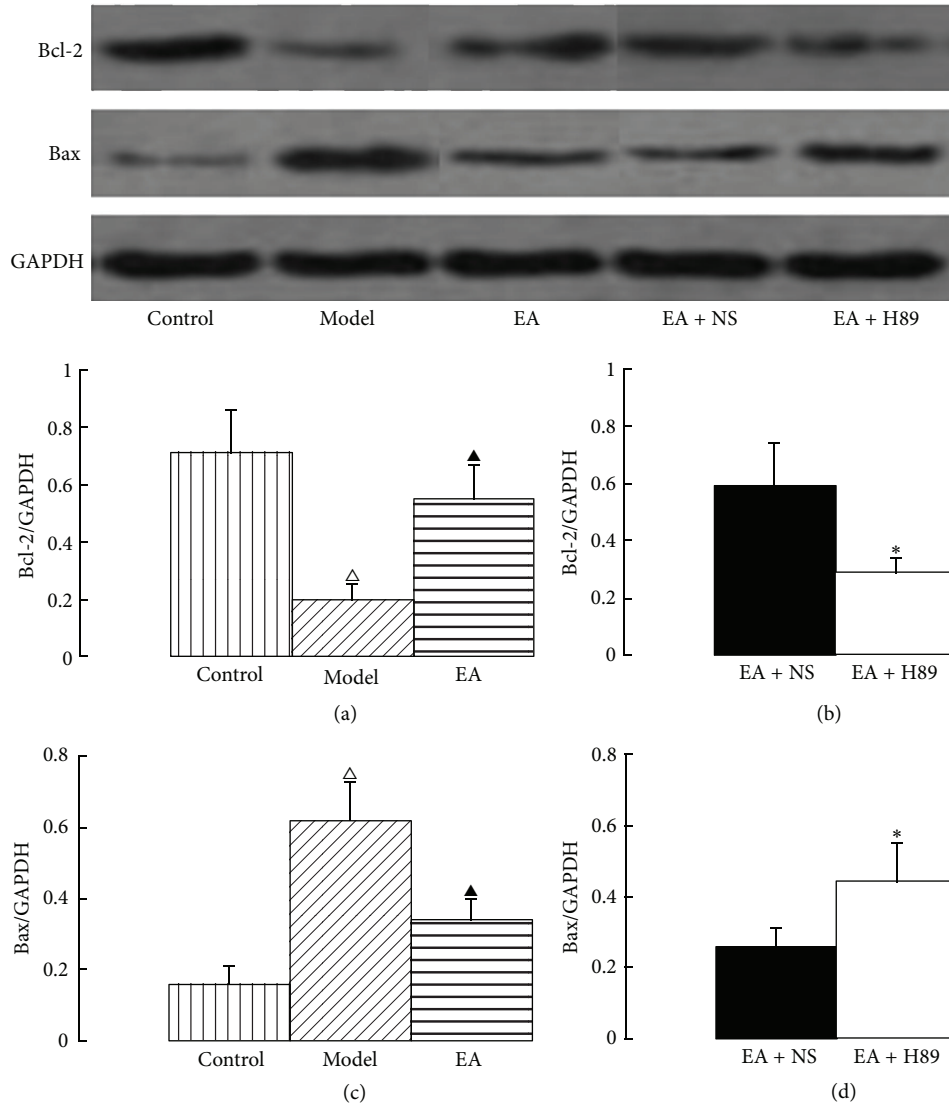 Bcl-2
Bax
GAPDH
Control Model EA EA + NS EA + H89
1
0.8
0.6
0.4
0.2
0
Bcl-2/GAPDH
△
▲
Control Model EA
(a)
1
0.8
0.6
0.4
0.2
0
Bcl-2/GAPDH
*
EA + NS EA + H89
(b)
0.8
0.6
0.4
0.2
0
Bax/GAPDH
△
▲
Control Model EA
(c)
0.8
0.6
0.4
0.2
0
Bax/GAPDH
*
EA + NS EA + H89
(d)